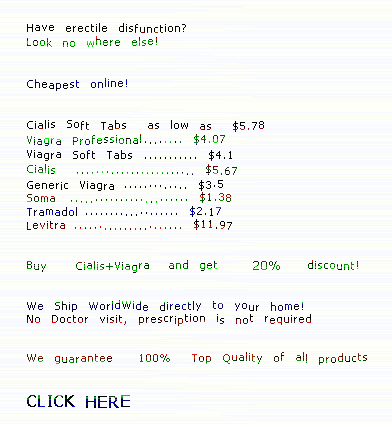 Have erectile disfunction?
Look no where else!
Cheapest online!
Cialis Soft Tabs as low as $5.78
Viagra Professional....... $4.07
Viagra Soft Tabs ........... $4.1
Cialis ........................ $5.67
Generic Viagra ............. $3.5
Soma ........................ $1.38
Tramadol .................. $2.17
Levitra ..................... $11.97
Buy Cialis+Viagra and get 20% discount!
We Ship WorldWide directly to your home!
No Doctor visit, prescription is not required
We guarantee 100% Top Quality of all products
CLICK HERE